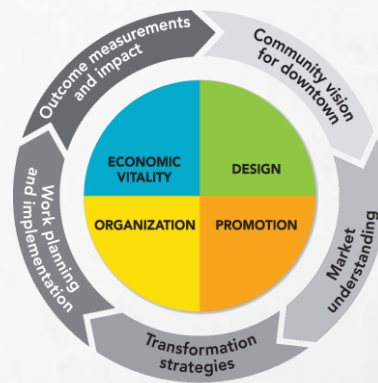 Outcome measurements
and impact
Community vision
for downtown
ECONOMIC
VITALITY
DESIGN
ORGANIZATION
PROMOTION
Work planning
and implementation
Market
understanding
Transformation
strategies